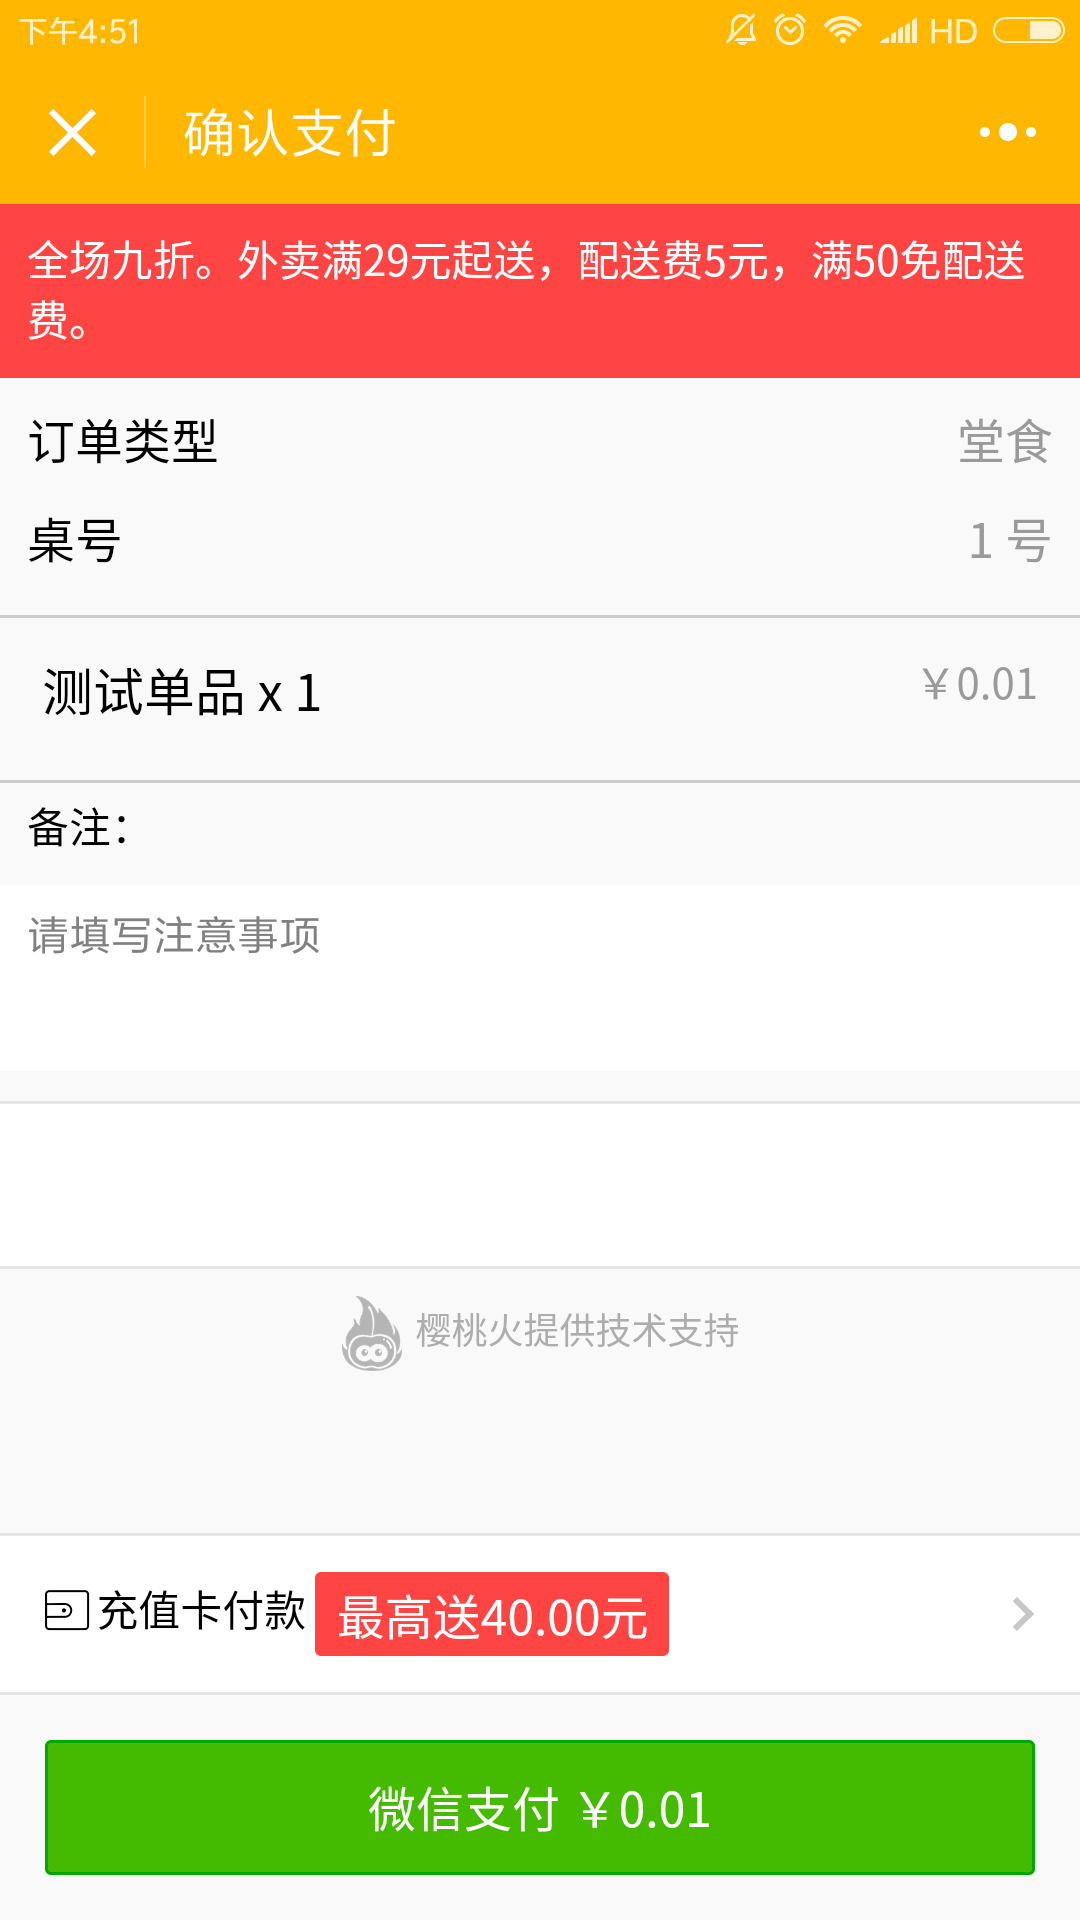 下午4:51
HD
确认支付
全场九折。外卖满29元起送，配送费5元，满50免配送
费。
订单类型 堂食
桌号 1 号
测试单品 x 1 ￥0.01
备注：
请填写注意事项
樱桃火提供技术支持
充值卡付款 最高送40.00元
微信支付 ￥0.01